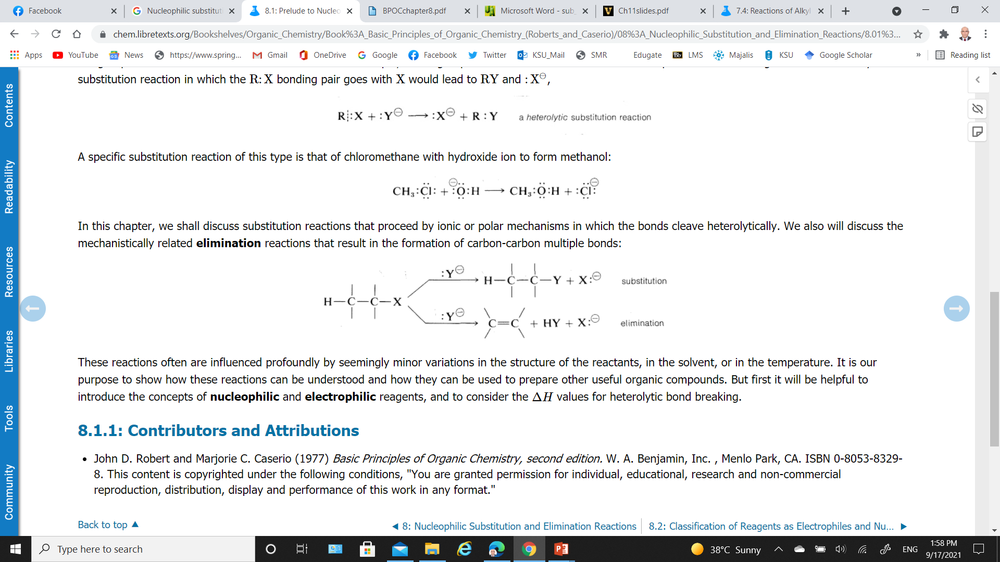 Facebook
Nucleophilic substituti
8.1: Prelude to Nucleo
BPOCchapter8.pdf
Microsoft Word - sub_
Ch11slides.pdf
7.4: Reactions of Alkyl
chem.libretexts.org/Bookshelves/Organic_Chemistry/Book%3A_Basic_Principles_of_Organic_Chemistry_(Roberts_and_Caserio)/08%3A_Nucleophilic_Substitution_and_Elimination_Reactions/8.01%3...
Apps YouTube News https://www.spring... Gmail OneDrive Google Facebook Twitter KSU_Mail SMR Edugate LMS Majalis KSU Google Scholar » Reading list
Contents
Readability
Resources
Libraries
Tools
Community
substitution reaction in which the R:X bonding pair goes with X would lead to RY and :X⊖,
R┊:X + :Y⊖ ⟶ :X⊖ + R:Y a heterolytic substitution reaction
A specific substitution reaction of this type is that of chloromethane with hydroxide ion to form methanol:
CH₃:Cl: + ⊖:O:H ⟶ CH₃:O:H + :Cl:⊖
In this chapter, we shall discuss substitution reactions that proceed by ionic or polar mechanisms in which the bonds cleave heterolytically. We also will discuss the
mechanistically related elimination reactions that result in the formation of carbon-carbon multiple bonds:
:Y⊖ H—C—C—Y + X:⊖ substitution
H—C—C—X
:Y⊖ C=C + HY + X:⊖ elimination
These reactions often are influenced profoundly by seemingly minor variations in the structure of the reactants, in the solvent, or in the temperature. It is our
purpose to show how these reactions can be understood and how they can be used to prepare other useful organic compounds. But first it will be helpful to
introduce the concepts of nucleophilic and electrophilic reagents, and to consider the ΔH values for heterolytic bond breaking.
8.1.1: Contributors and Attributions
• John D. Robert and Marjorie C. Caserio (1977) Basic Principles of Organic Chemistry, second edition. W. A. Benjamin, Inc. , Menlo Park, CA. ISBN 0-8053-8329-
8. This content is copyrighted under the following conditions, "You are granted permission for individual, educational, research and non-commercial
reproduction, distribution, display and performance of this work in any format."
Back to top ▲
◀ 8: Nucleophilic Substitution and Elimination Reactions
8.2: Classification of Reagents as Electrophiles and Nu... ▶
Type here to search
38°C Sunny
ENG
1:58 PM
9/17/2021